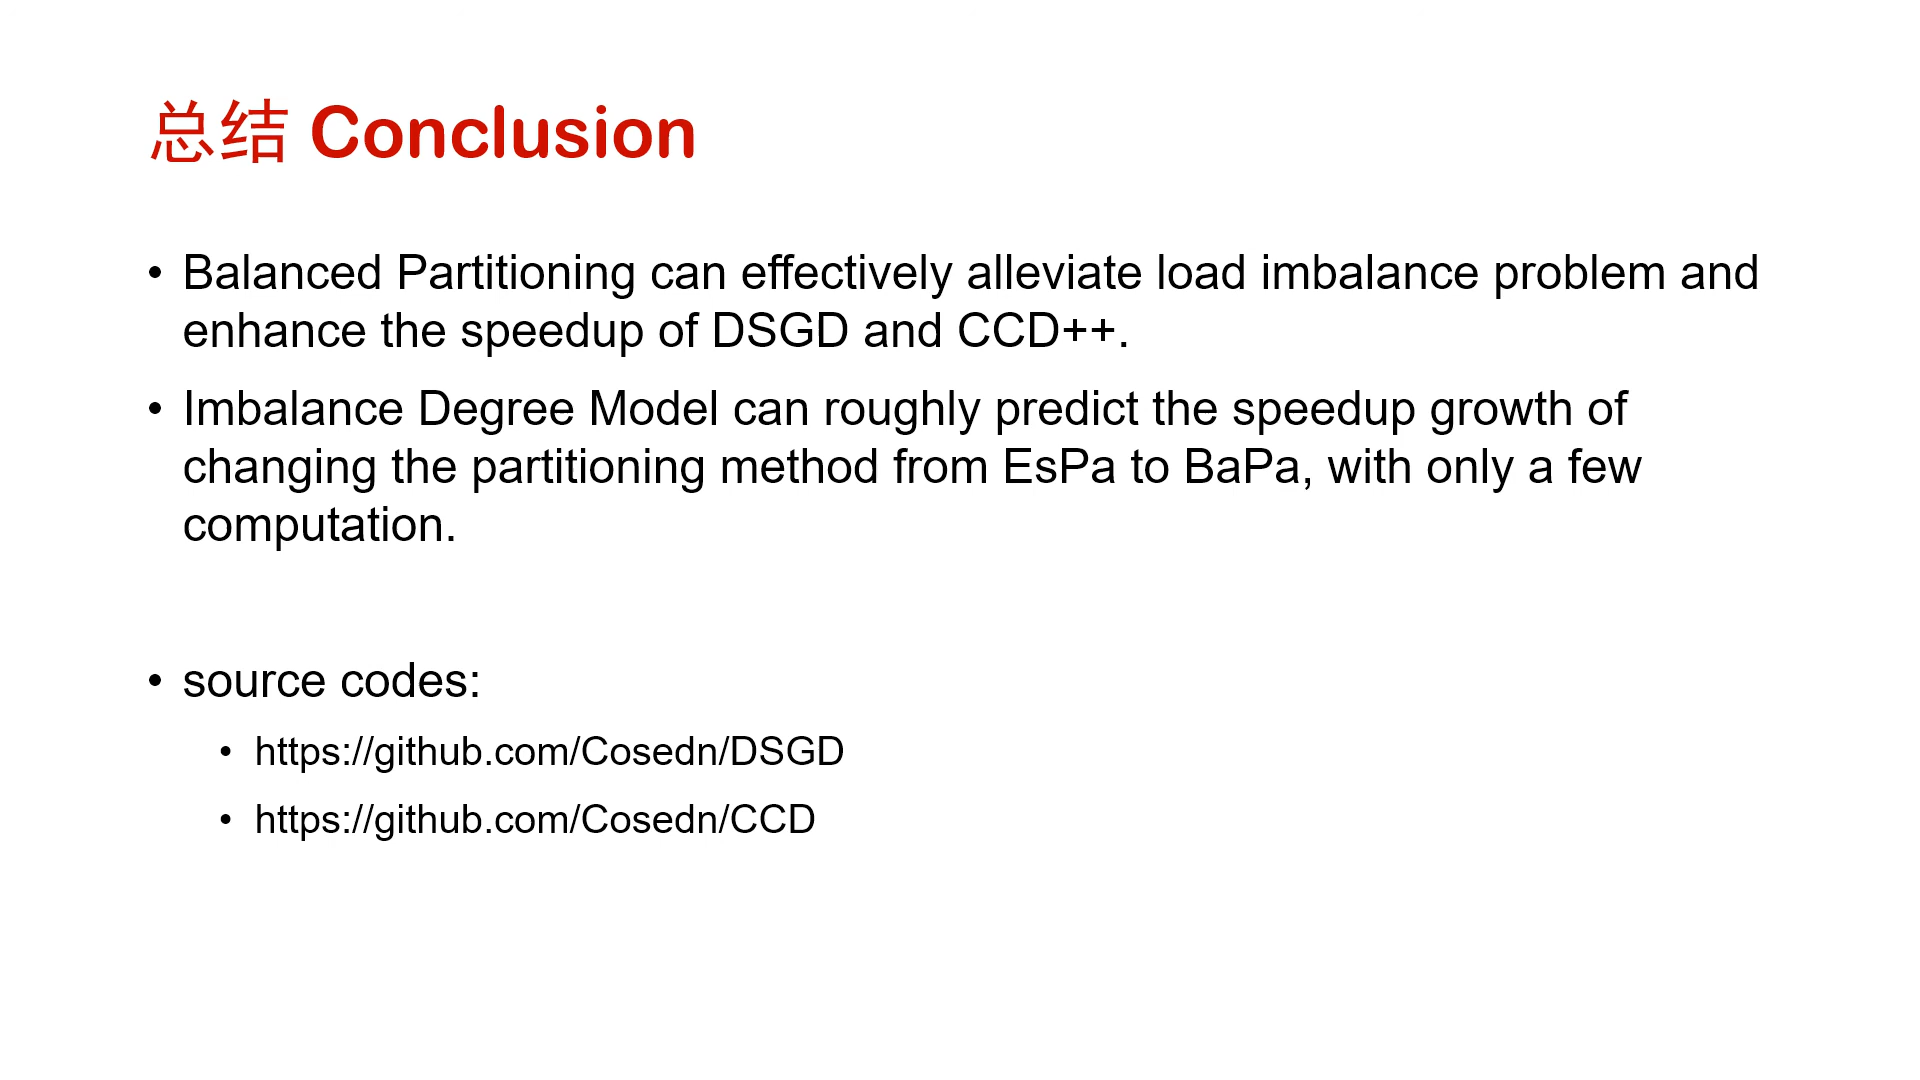 总结 Conclusion
• Balanced Partitioning can effectively alleviate load imbalance problem and
enhance the speedup of DSGD and CCD++.
• Imbalance Degree Model can roughly predict the speedup growth of
changing the partitioning method from EsPa to BaPa, with only a few
computation.
• source codes:
• https://github.com/Cosedn/DSGD
• https://github.com/Cosedn/CCD